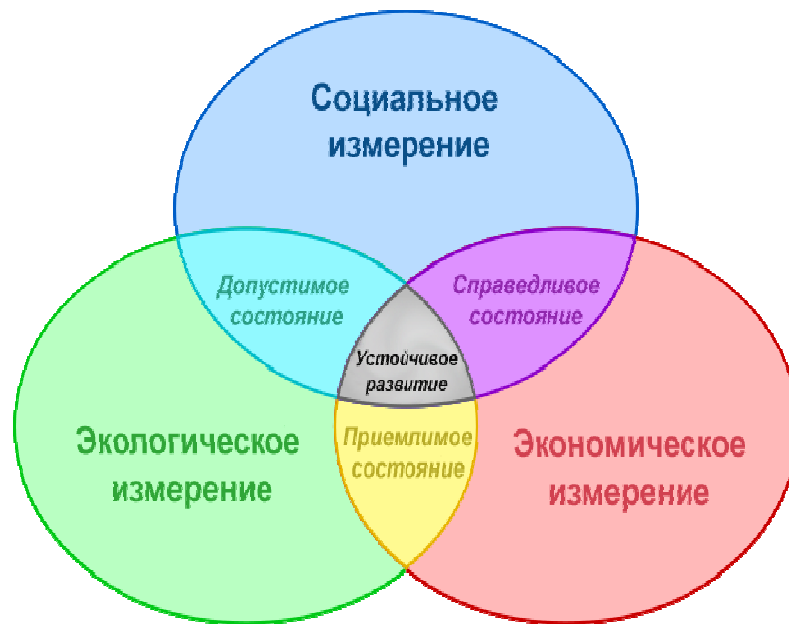 Социальное
измерение
Допустимое
состояние
Справедливое
состояние
Устойчивое
развитие
Экологическое
измерение
Приемлимое
состояние
Экономическое
измерение